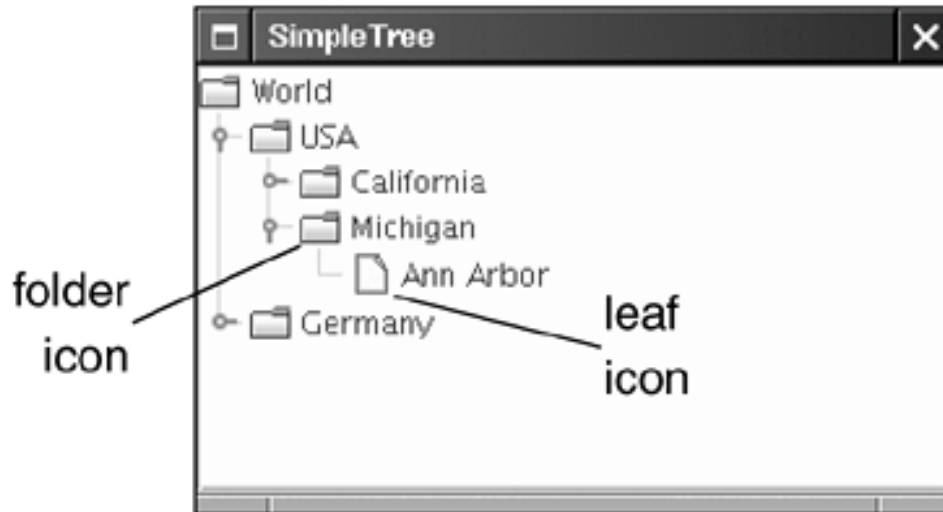 SimpleTree
World
USA
California
Michigan
Ann Arbor
Germany
folder
icon
leaf
icon